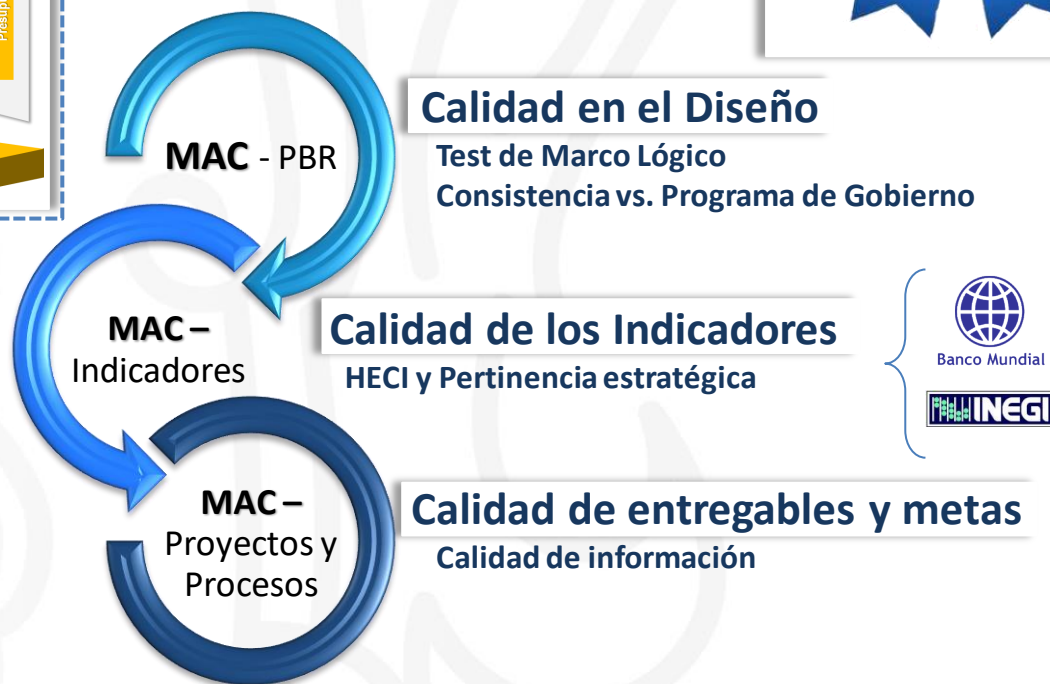 Presup
MAC - PBR
Calidad en el Diseño
Test de Marco Lógico
Consistencia vs. Programa de Gobierno
MAC –
Indicadores
Calidad de los Indicadores
HECI y Pertinencia estratégica
Banco Mundial
INEGI
MAC –
Proyectos y
Procesos
Calidad de entregables y metas
Calidad de información